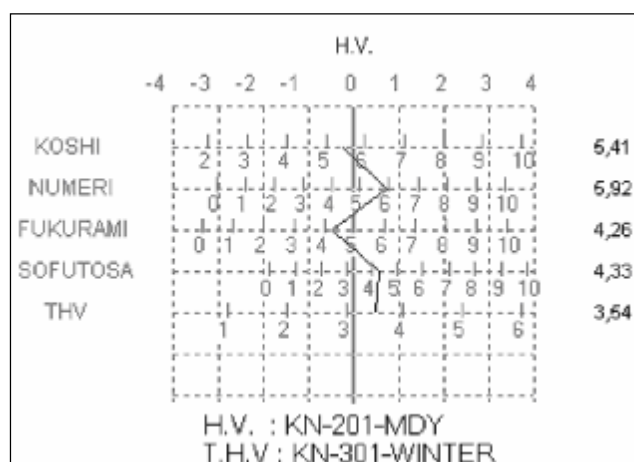 H.V.
-4 -3 -2 -1 0 1 2 3 4
KOSHI 2 3 4 5 6 7 8 9 10 5,41
NUMERI 0 1 2 3 4 5 6 7 8 9 10 5,92
FUKURAMI 0 1 2 3 4 5 6 7 8 9 10 4,26
SOFUTOSA 0 1 2 3 4 5 6 7 8 9 10 4,33
THV 1 2 3 4 5 6 3,54
H.V. : KN-201-MDY
T.H.V : KN-301-WINTER